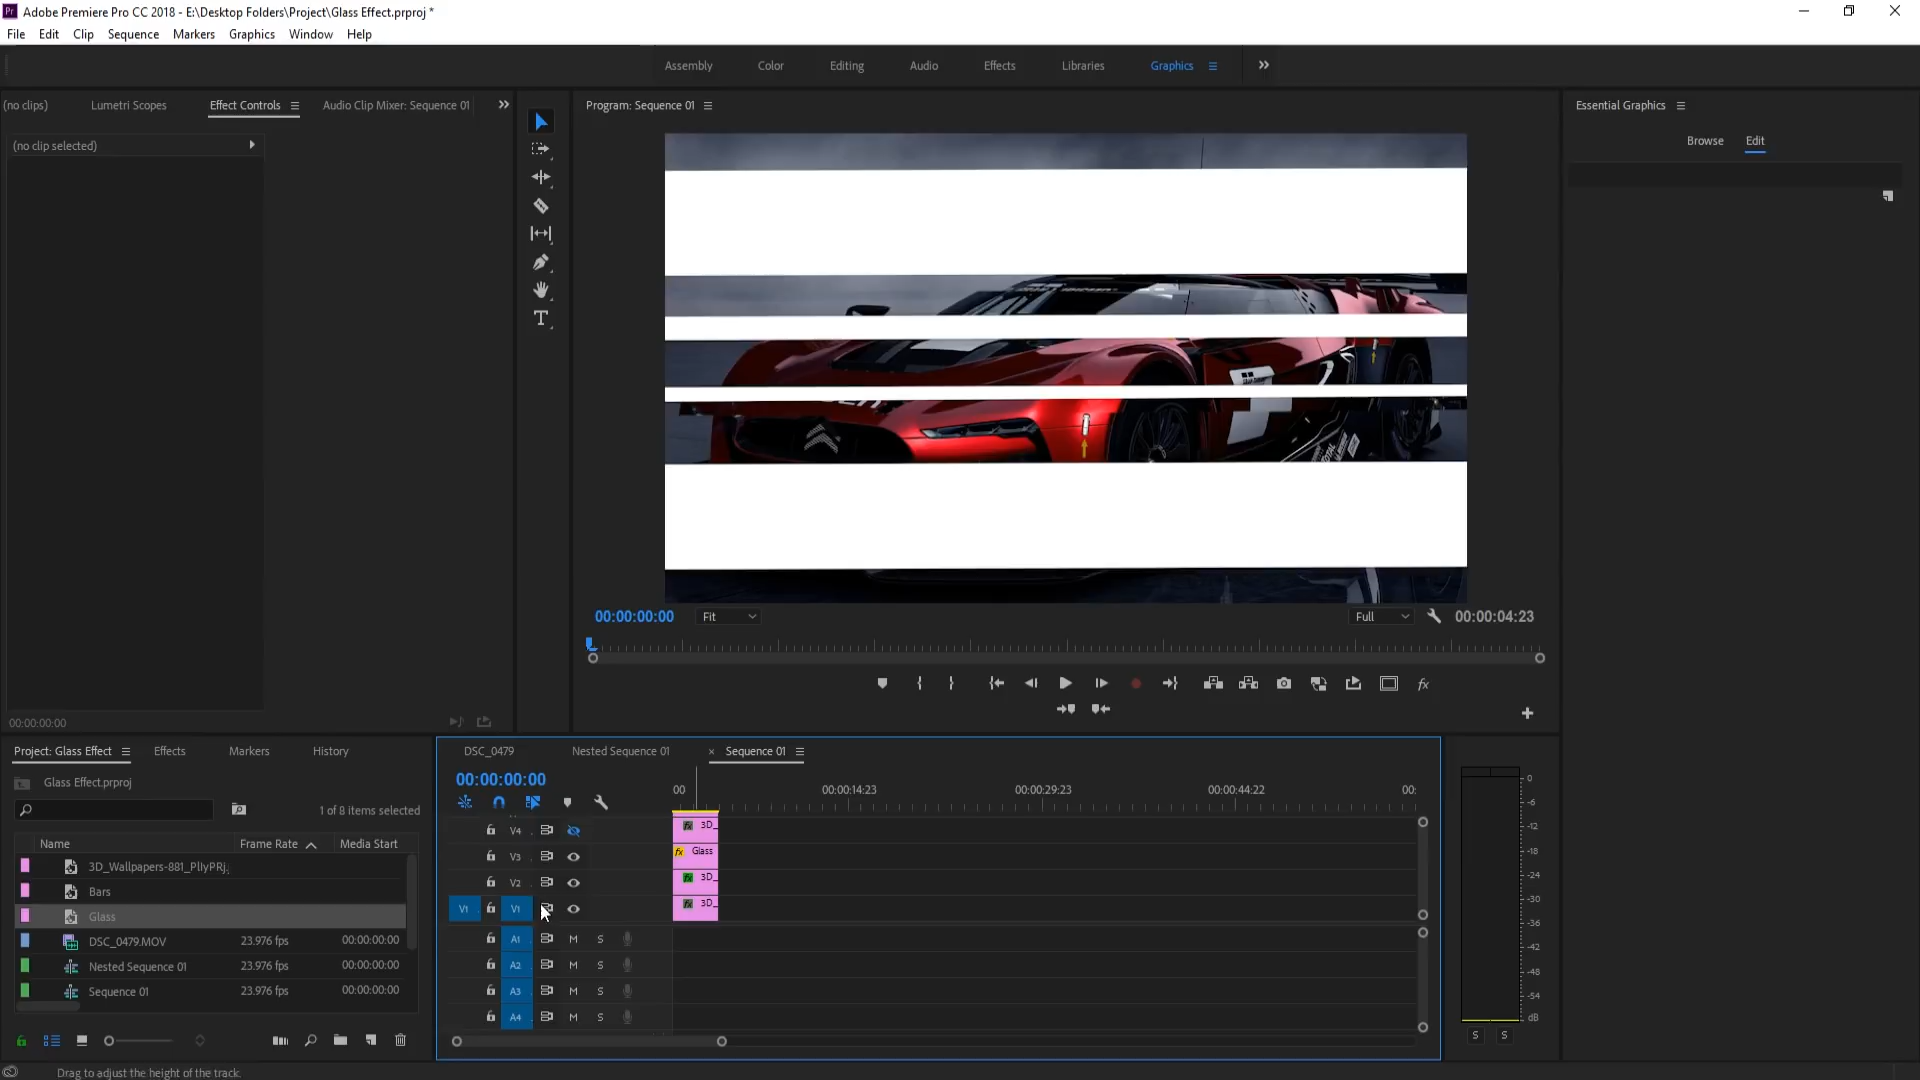 Adobe Premiere Pro CC 2018 - E:\Desktop Folders\Project\Glass Effect.prproj *
File Edit Clip Sequence Markers Graphics Window Help
Assembly Color Editing Audio Effects Libraries Graphics
(no clips) Lumetri Scopes Effect Controls Audio Clip Mixer: Sequence 01
Program: Sequence 01
Essential Graphics
(no clip selected)
Browse Edit
00:00:00:00 Fit Full 00:00:04:23
00:00:00:00
Project: Glass Effect Effects Markers History
DSC_0479 Nested Sequence 01 × Sequence 01
Glass Effect.prproj
00:00:00:00
1 of 8 items selected
00 00:00:14:23 00:00:29:23 00:00:44:22 00:
Name Frame Rate Media Start
3D_Wallpapers-881_PllyPRj.
Bars
Glass
DSC_0479.MOV 23.976 fps 00:00:00:00
Nested Sequence 01 23.976 fps 00:00:00:00
Sequence 01 23.976 fps 00:00:00:00
V4 fx 3D_
V3 fx Glass
V2 fx 3D_
V1 V1 fx 3D_
A1 M S
A2 M S
A3 M S
A4 M S
0
-6
-12
-18
-24
-30
-36
-42
-48
-54
dB
S S
Drag to adjust the height of the track.